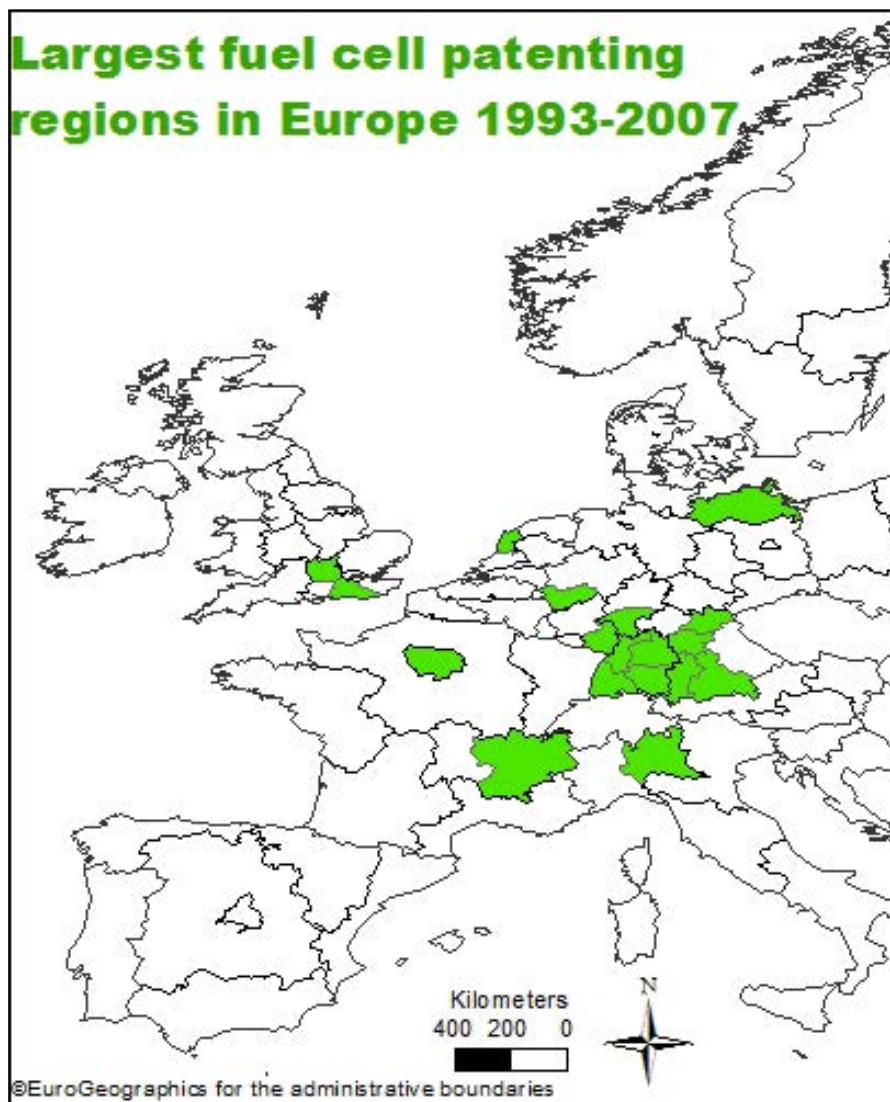 Largest fuel cell patenting
regions in Europe 1993-2007
Kilometers
400 200 0
N
©EuroGeographics for the administrative boundaries